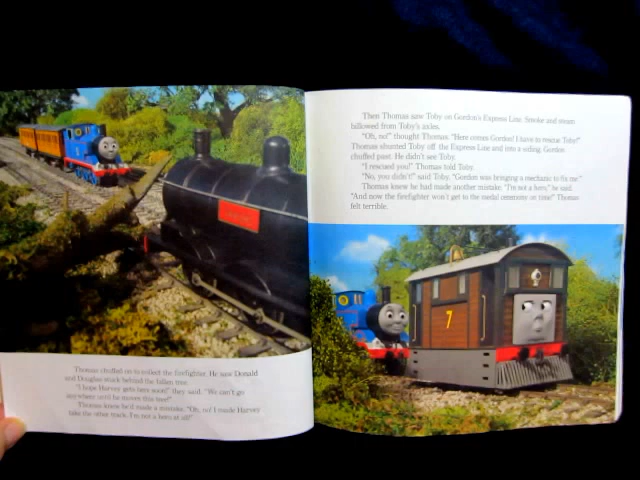 Thomas chuffed on to collect the firefighter. He saw Donald
and Douglas stuck behind the fallen tree.
"I hope Harvey gets here soon!" they said. "We can't go
anywhere until he moves this tree!"
Thomas knew he'd made a mistake. "Oh, no! I made Harvey
take the other track. I'm not a hero at all!"
Then Thomas saw Toby on Gordon's Express Line. Smoke and steam
billowed from Toby's axles.
"Oh, no!" thought Thomas. "Here comes Gordon! I have to rescue Toby!"
Thomas shunted Toby off the Express Line and into a siding. Gordon
chuffed past. He didn't see Toby.
"I rescued you!" Thomas told Toby.
"No, you didn't!" said Toby. "Gordon was bringing a mechanic to fix me."
Thomas knew he had made another mistake. "I'm not a hero," he said.
"And now the firefighter won't get to the medal ceremony on time!" Thomas
felt terrible.
7